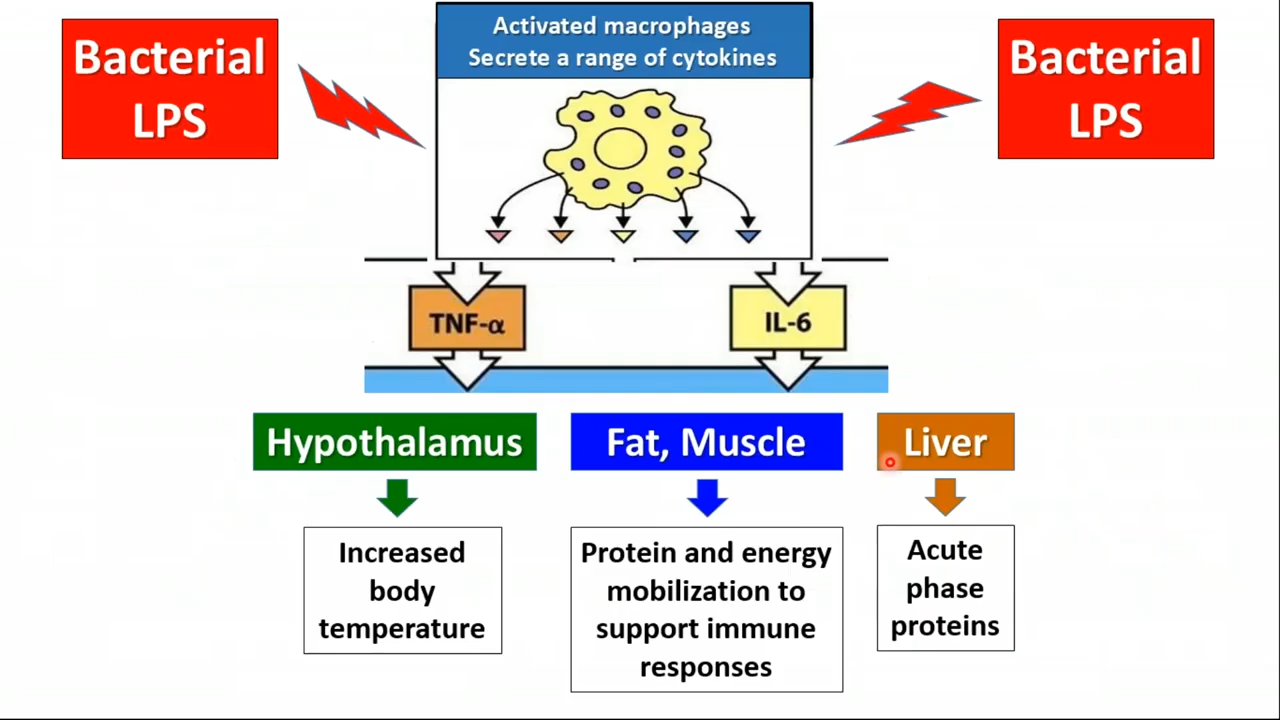 Bacterial
LPS
Activated macrophages
Secrete a range of cytokines
Bacterial
LPS
TNF-α
IL-6
Hypothalamus
Fat, Muscle
Liver
Increased
body
temperature
Protein and energy
mobilization to
support immune
responses
Acute
phase
proteins